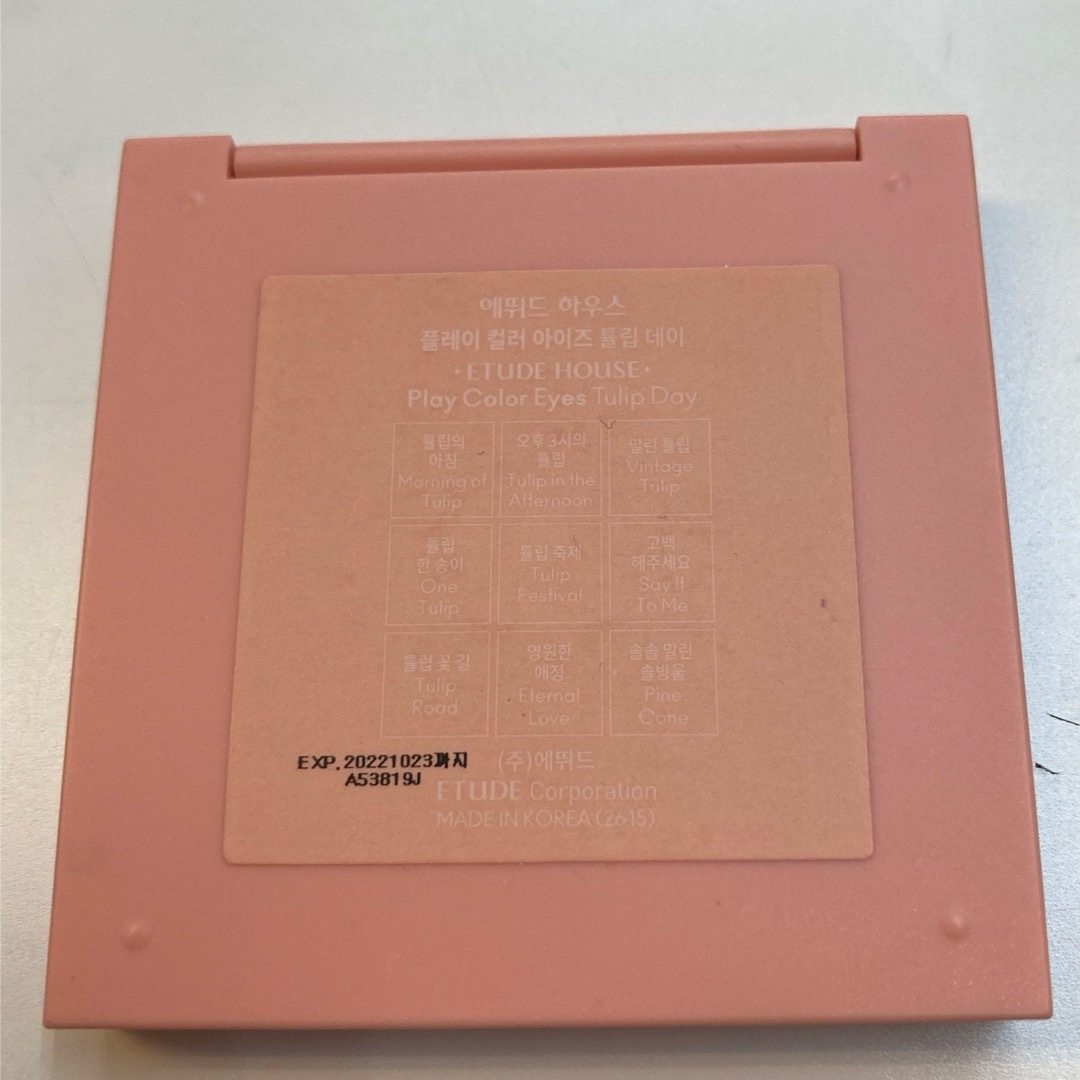 에뛰드 하우스
플레이 컬러 아이즈 튤립 데이
·ETUDE HOUSE·
Play Color Eyes Tulip Day
튤립의
아침
Morning of
Tulip
오후 3시의
튤립
Tulip in the
Afternoon
말린 튤립
Vintage
Tulip
튤립
한 송이
One
Tulip
튤립 축제
Tulip
Festival
고백
해주세요
Say It
To Me
튤립 꽃 길
Tulip
Road
영원한
애정
Eternal
Love
솔솔 말린
솔방울
Pine
Cone
EXP.20221023까지
A53819J
(주)에뛰드
ETUDE Corporation
MADE IN KOREA (2615)